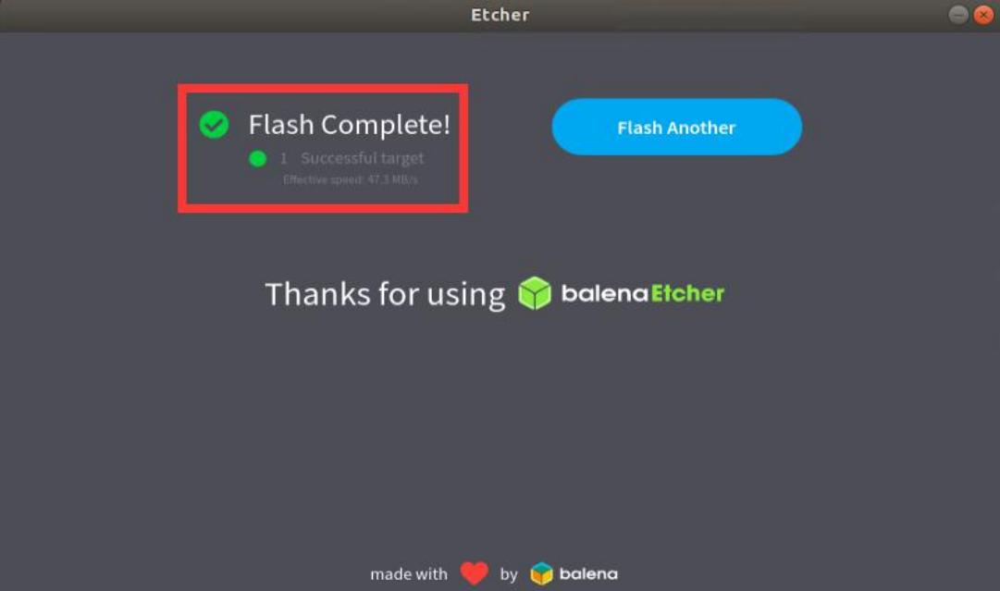 Etcher
Flash Complete!
1 Successful target
Effective speed: 47.3 MB/s
Flash Another
Thanks for using balenaEtcher
made with by balena